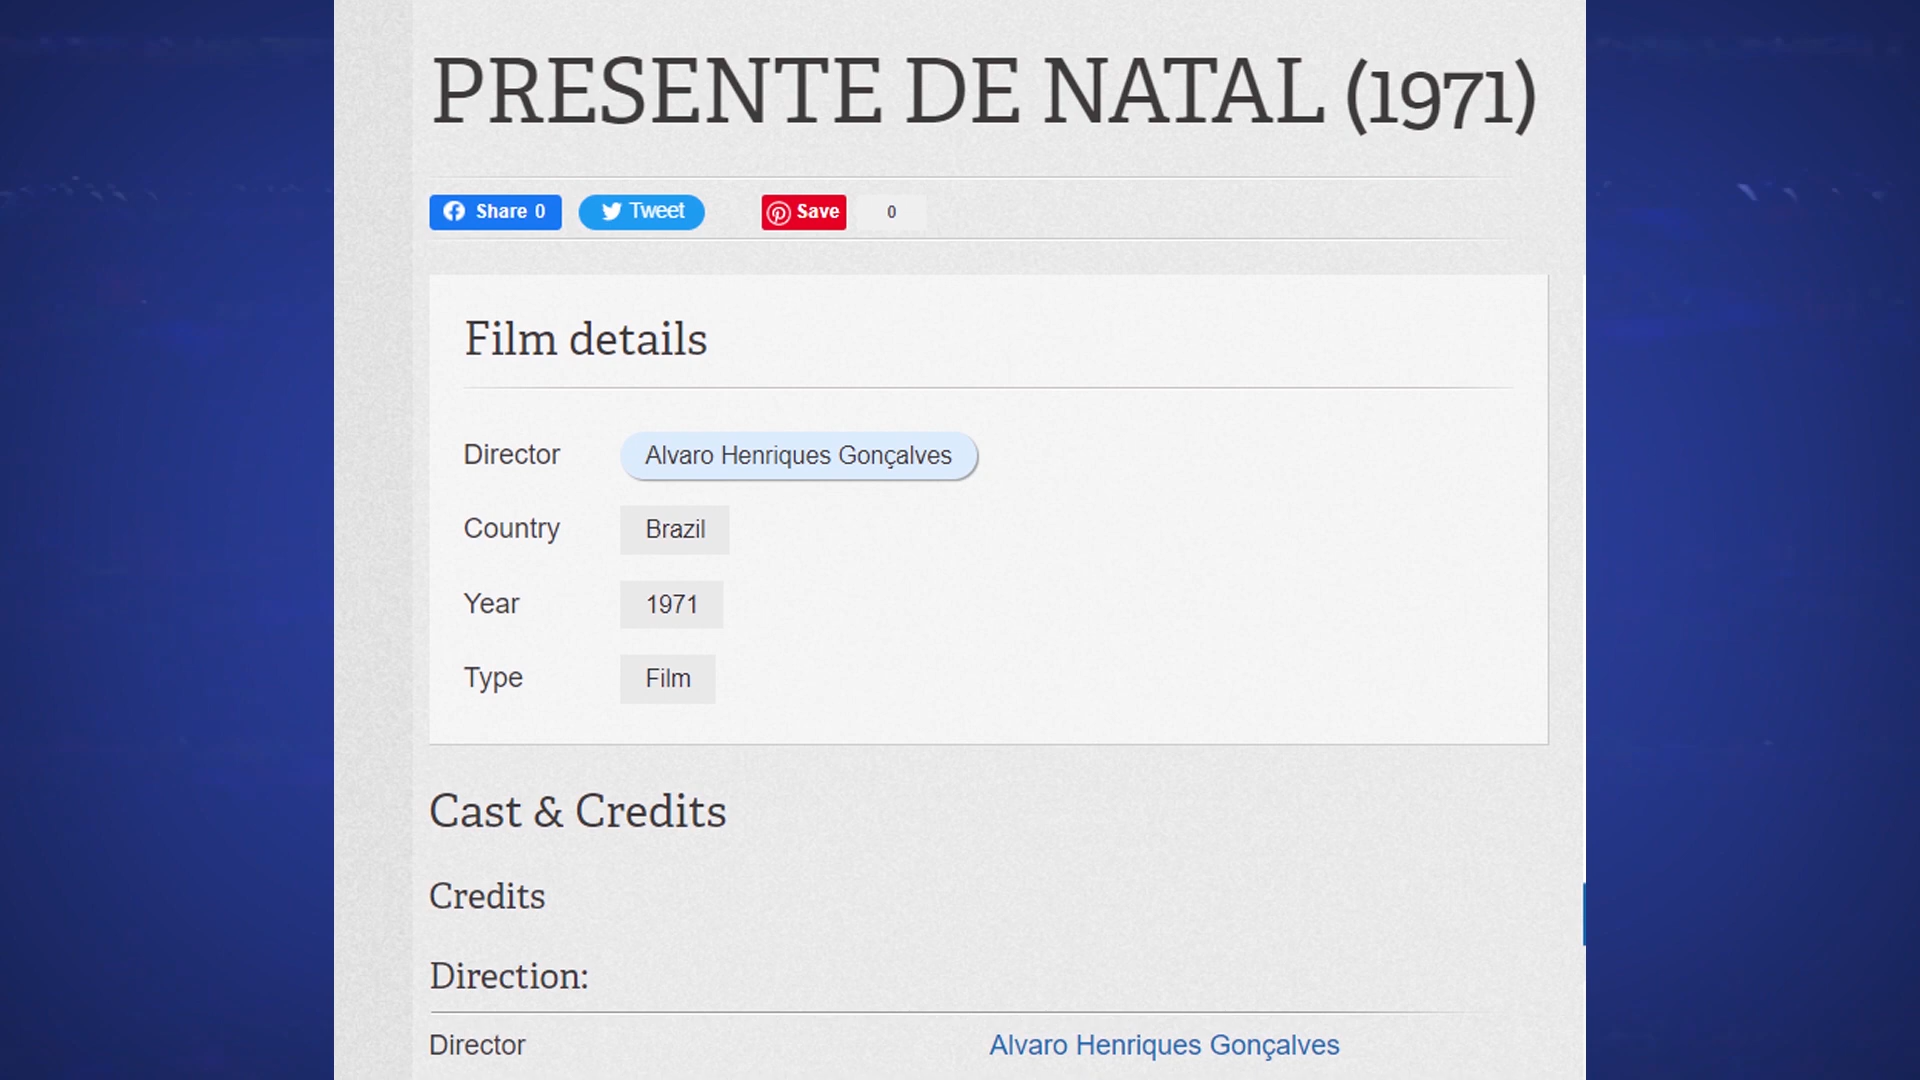 PRESENTE DE NATAL (1971)
Share 0 Tweet Save 0
Film details
Director Alvaro Henriques Gonçalves
Country Brazil
Year 1971
Type Film
Cast & Credits
Credits
Direction:
Director Alvaro Henriques Gonçalves